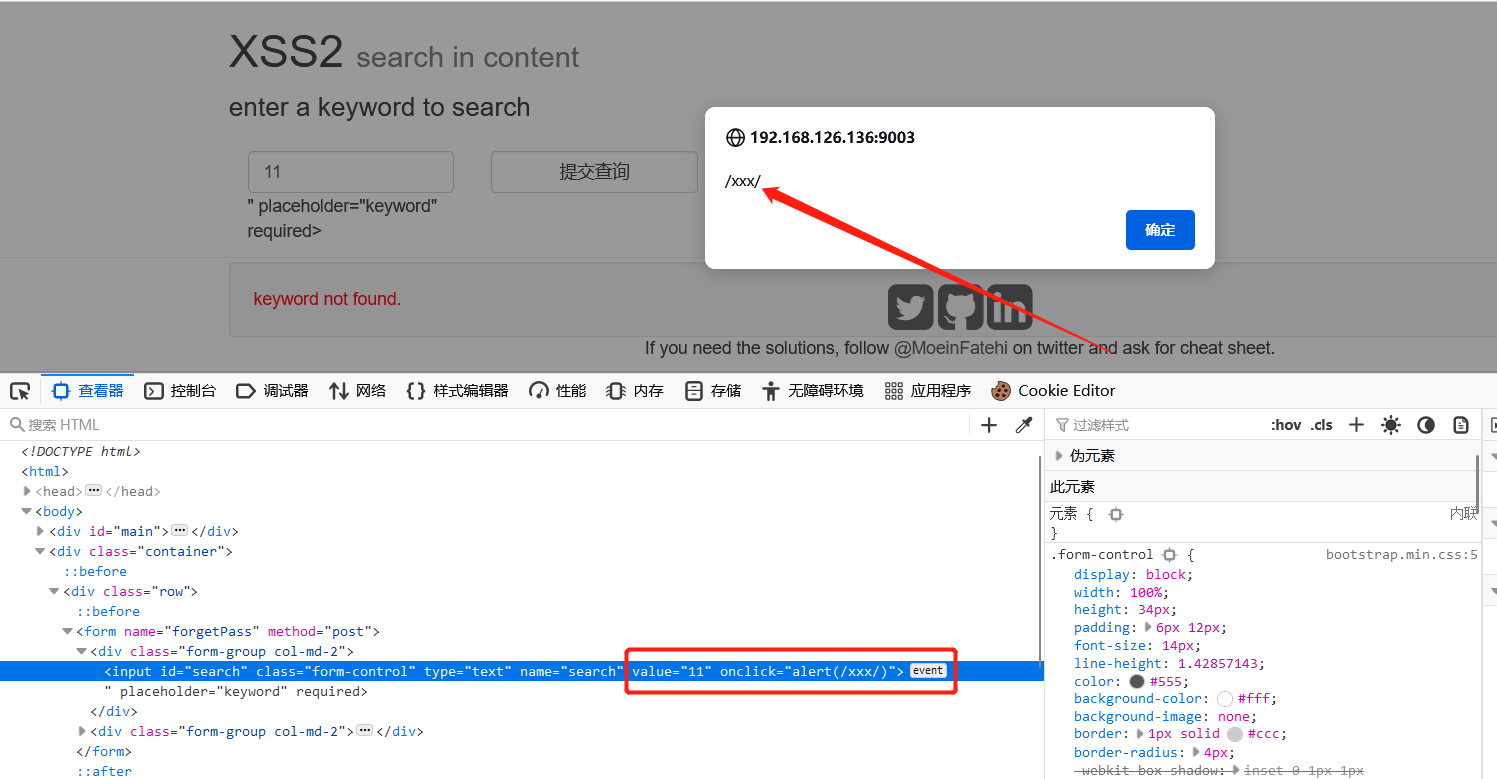 XSS2 search in content
enter a keyword to search
11
提交查询
" placeholder="keyword"
required>
192.168.126.136:9003
/xxx/
确定
keyword not found.
If you need the solutions, follow @MoeinFatehi on twitter and ask for cheat sheet.
查看器 控制台 调试器 网络 {} 样式编辑器 性能 内存 存储 无障碍环境 应用程序 Cookie Editor
搜索 HTML
<!DOCTYPE html>
<html>
<head>···</head>
<body>
<div id="main">···</div>
<div class="container">
::before
<div class="row">
::before
<form name="forgetPass" method="post">
<div class="form-group col-md-2">
<input id="search" class="form-control" type="text" name="search" value="11" onclick="alert(/xxx/)"> event
" placeholder="keyword" required>
</div>
<div class="form-group col-md-2">···</div>
</form>
::after
过滤样式 :hov .cls
伪元素
此元素
元素 { 内联
}
.form-control { bootstrap.min.css:5
display: block;
width: 100%;
height: 34px;
padding: 6px 12px;
font-size: 14px;
line-height: 1.42857143;
color: #555;
background-color: #fff;
background-image: none;
border: 1px solid #ccc;
border-radius: 4px;
-webkit-box-shadow: inset 0 1px 1px